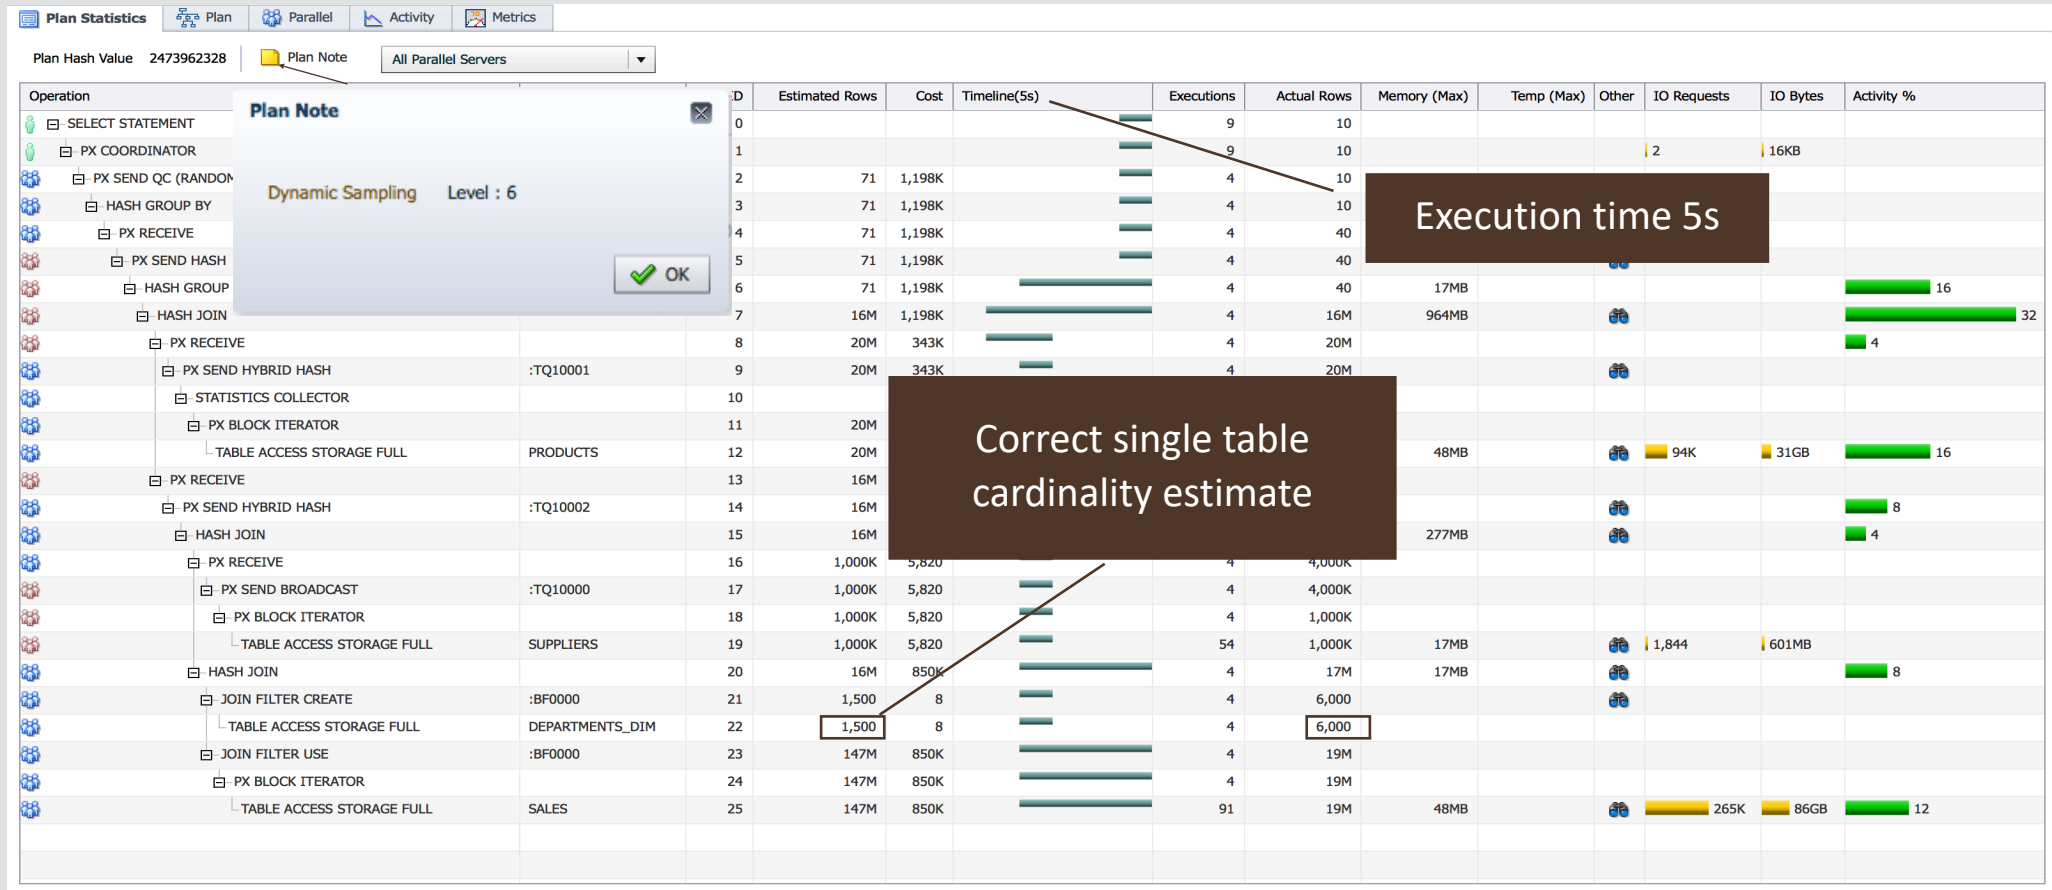 Plan Statistics Plan Parallel Activity Metrics
Plan Hash Value 2473962328 Plan Note All Parallel Servers
Operation Estimated Rows Cost Timeline(5s) Executions Actual Rows Memory (Max) Temp (Max) Other IO Requests IO Bytes Activity %
Plan Note
Dynamic Sampling Level : 6
OK
Execution time 5s
Correct single table
cardinality estimate
SELECT STATEMENT 0 9 10
PX COORDINATOR 1 9 10 2 16KB
PX SEND QC (RANDOM 2 71 1,198K 4 10
HASH GROUP BY 3 71 1,198K 4 10
PX RECEIVE 4 71 1,198K 4 40
PX SEND HASH 5 71 1,198K 4 40
HASH GROUP 6 71 1,198K 4 40 17MB 16
HASH JOIN 7 16M 1,198K 4 16M 964MB 32
PX RECEIVE 8 20M 343K 4 20M 4
PX SEND HYBRID HASH :TQ10001 9 20M 343K 4 20M
STATISTICS COLLECTOR 10
PX BLOCK ITERATOR 11 20M
TABLE ACCESS STORAGE FULL PRODUCTS 12 20M 48MB 94K 31GB 16
PX RECEIVE 13 16M
PX SEND HYBRID HASH :TQ10002 14 16M 8
HASH JOIN 15 16M 277MB 4
PX RECEIVE 16 1,000K 5,820 4 4,000K
PX SEND BROADCAST :TQ10000 17 1,000K 5,820 4 4,000K
PX BLOCK ITERATOR 18 1,000K 5,820 4 1,000K
TABLE ACCESS STORAGE FULL SUPPLIERS 19 1,000K 5,820 54 1,000K 17MB 1,844 601MB
HASH JOIN 20 16M 850K 4 17M 17MB 8
JOIN FILTER CREATE :BF0000 21 1,500 8 4 6,000
TABLE ACCESS STORAGE FULL DEPARTMENTS_DIM 22 1,500 8 4 6,000
JOIN FILTER USE :BF0000 23 147M 850K 4 19M
PX BLOCK ITERATOR 24 147M 850K 4 19M
TABLE ACCESS STORAGE FULL SALES 25 147M 850K 91 19M 48MB 265K 86GB 12